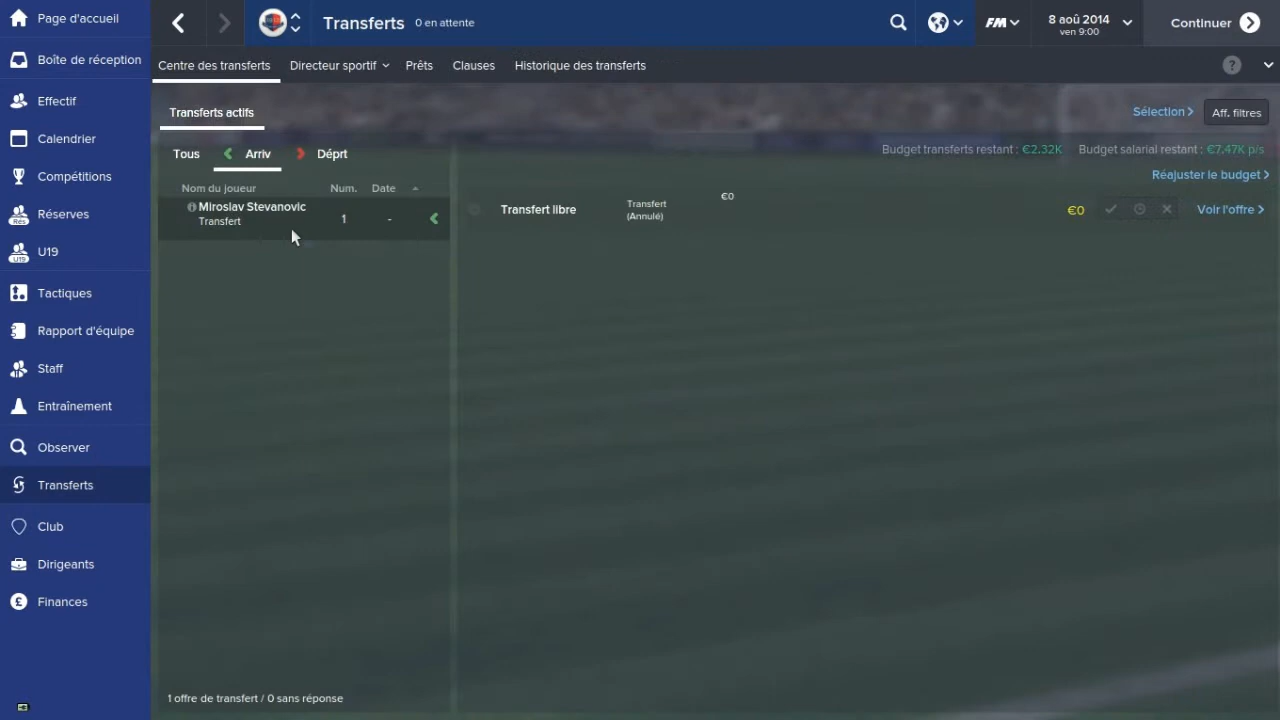 Page d'accueil
Boîte de réception
Effectif
Calendrier
Compétitions
Réserves
U19
Tactiques
Rapport d'équipe
Staff
Entraînement
Observer
Transferts
Club
Dirigeants
Finances
Transferts 0 en attente
FM
8 aoû 2014
ven 9:00
Continuer
Centre des transferts Directeur sportif Prêts Clauses Historique des transferts
Transferts actifs
Sélection Aff. filtres
Tous Arriv Déprt
Budget transferts restant : €2.32K Budget salarial restant : €7.47K p/s
Réajuster le budget
Nom du joueur Num. Date
Miroslav Stevanovic
Transfert
1 -
Transfert libre
Transfert
(Annulé)
€0
€0
Voir l'offre
1 offre de transfert / 0 sans réponse